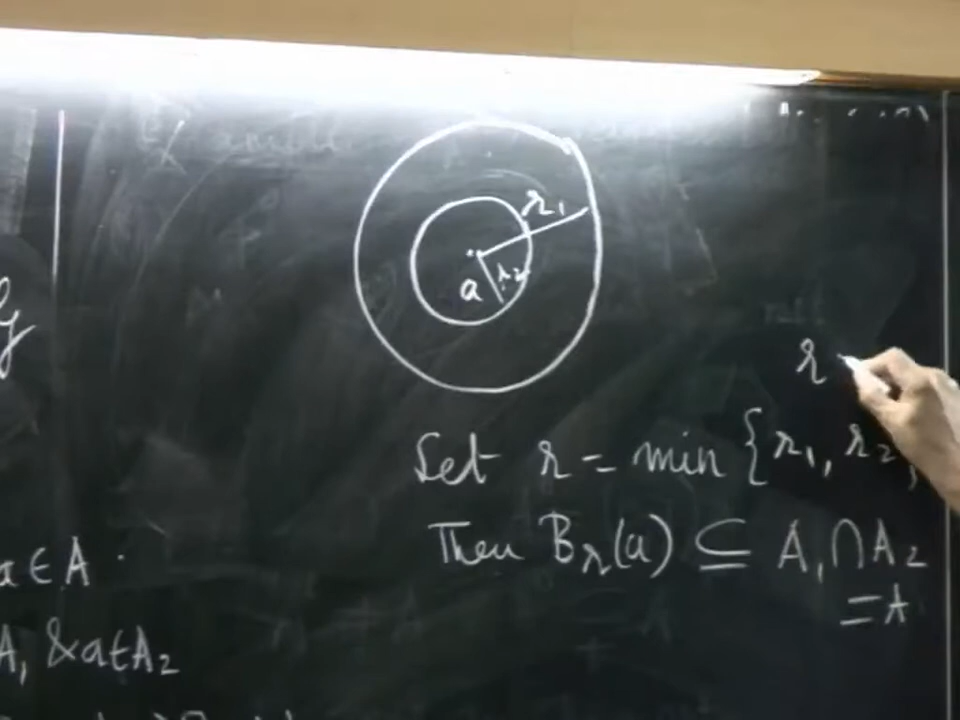 r₁
r₂
a
r
Set r = min {r₁, r₂,
Then Bᵣ(a) ⊆ A₁ ∩ A₂
= A
a ∈ A
A₁ & a ∈ A₂